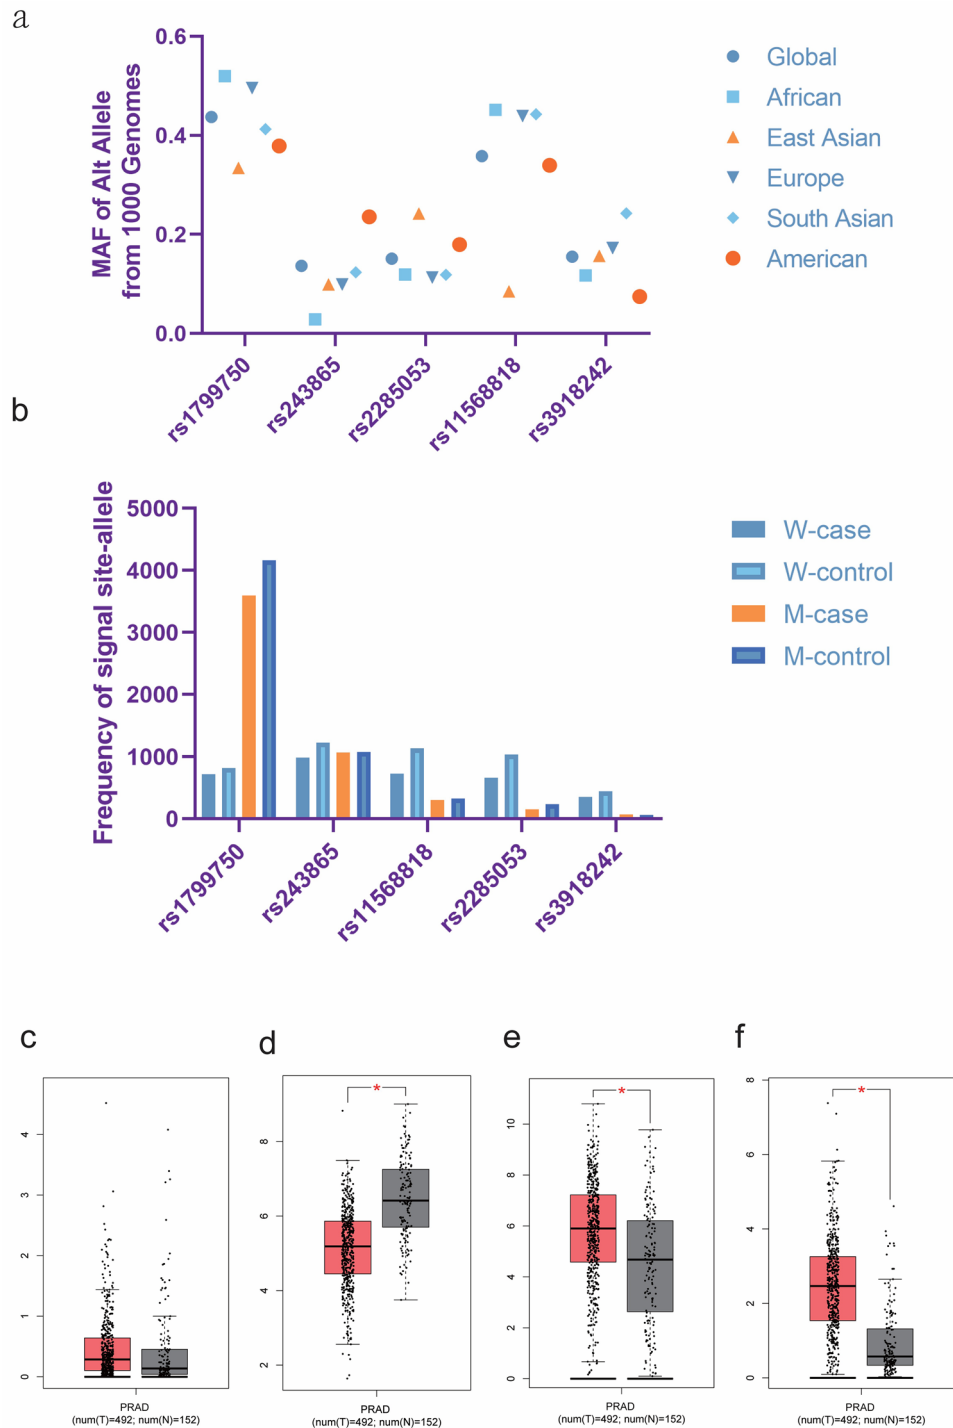 a
MAF of Alt Allele
from 1000 Genomes
0.6
0.4
0.2
0.0
rs1799750
rs243865
rs2285053
rs11568818
rs3918242
Global
African
East Asian
Europe
South Asian
American
b
Frequency of signal site-allele
5000
4000
3000
2000
1000
0
rs1799750
rs243865
rs11568818
rs2285053
rs3918242
W-case
W-control
M-case
M-control
c
4
3
2
1
0
PRAD
(num(T)=492; num(N)=152)
d
*
8
6
4
2
PRAD
(num(T)=492; num(N)=152)
e
*
10
8
6
4
2
0
PRAD
(num(T)=492; num(N)=152)
f
*
8
6
4
2
0
PRAD
(num(T)=492; num(N)=152)